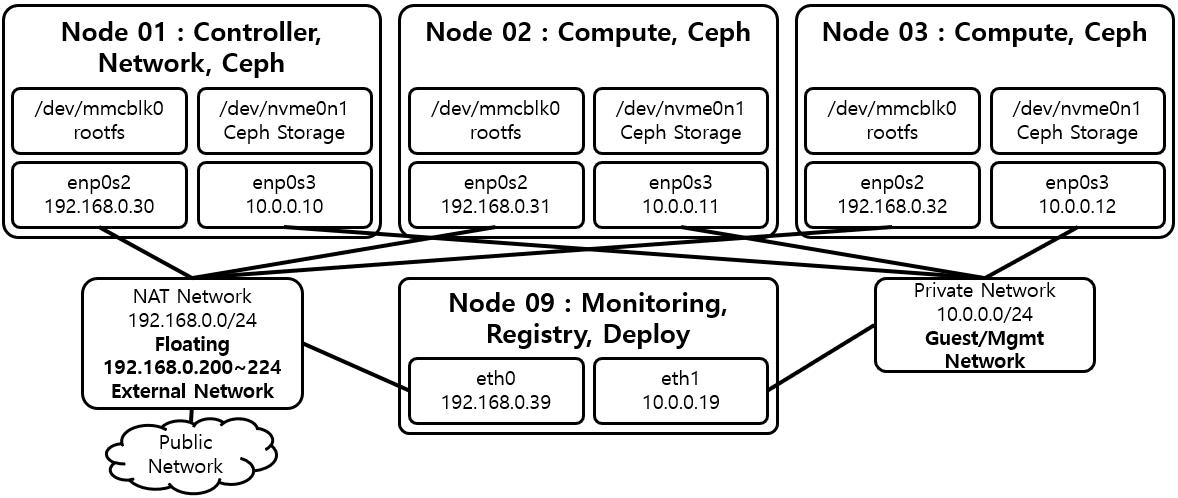 Node 01 : Controller,
Network, Ceph
/dev/mmcblk0
rootfs
/dev/nvme0n1
Ceph Storage
enp0s2
192.168.0.30
enp0s3
10.0.0.10
Node 02 : Compute, Ceph
/dev/mmcblk0
rootfs
/dev/nvme0n1
Ceph Storage
enp0s2
192.168.0.31
enp0s3
10.0.0.11
Node 03 : Compute, Ceph
/dev/mmcblk0
rootfs
/dev/nvme0n1
Ceph Storage
enp0s2
192.168.0.32
enp0s3
10.0.0.12
NAT Network
192.168.0.0/24
Floating
192.168.0.200~224
External Network
Public
Network
Node 09 : Monitoring,
Registry, Deploy
eth0
192.168.0.39
eth1
10.0.0.19
Private Network
10.0.0.0/24
Guest/Mgmt
Network